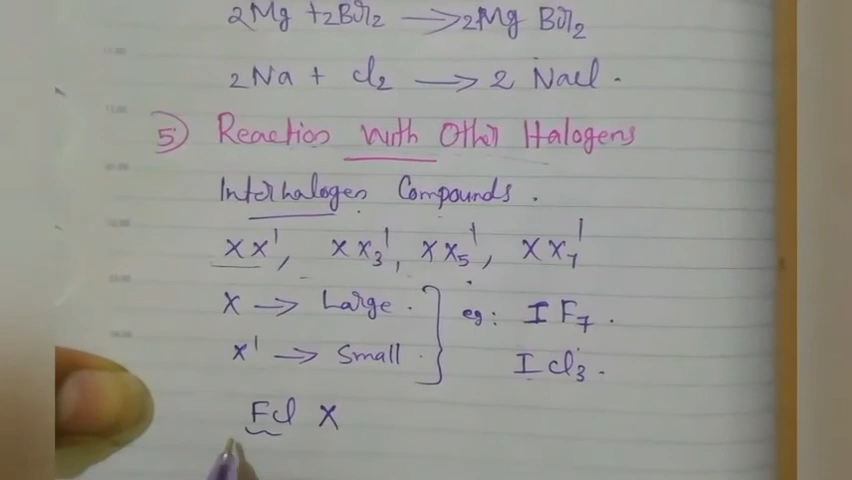 2Mg + 2Br2 → 2Mg Br2
2Na + Cl2 → 2 NaCl.
5) Reaction With Other Halogens
Interhalogen Compounds.
XX', XX3', XX5', XX7'
X → Large. eg: IF7.
X' → Small. ICl3.
FCl X